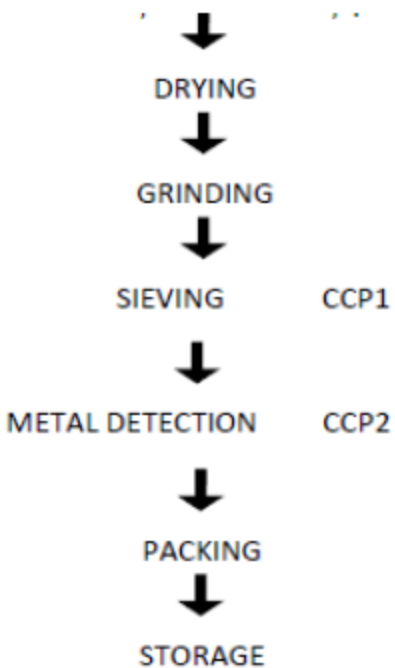 DRYING
GRINDING
SIEVING CCP1
METAL DETECTION CCP2
PACKING
STORAGE